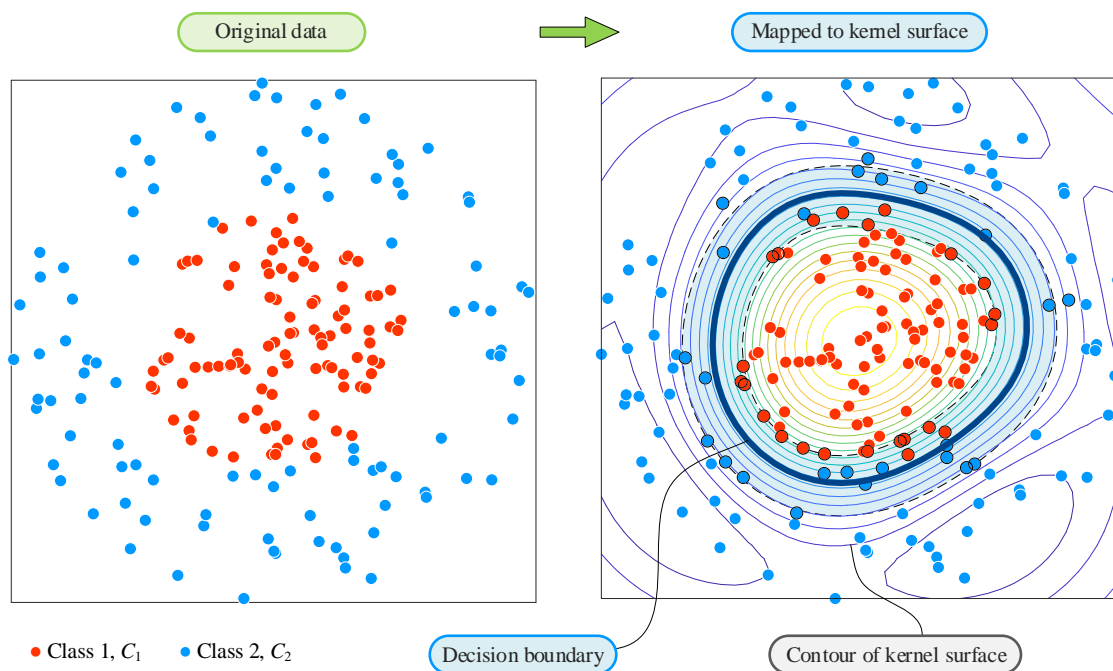 Original data
Mapped to kernel surface
Class 1, C1
Class 2, C2
Decision boundary
Contour of kernel surface